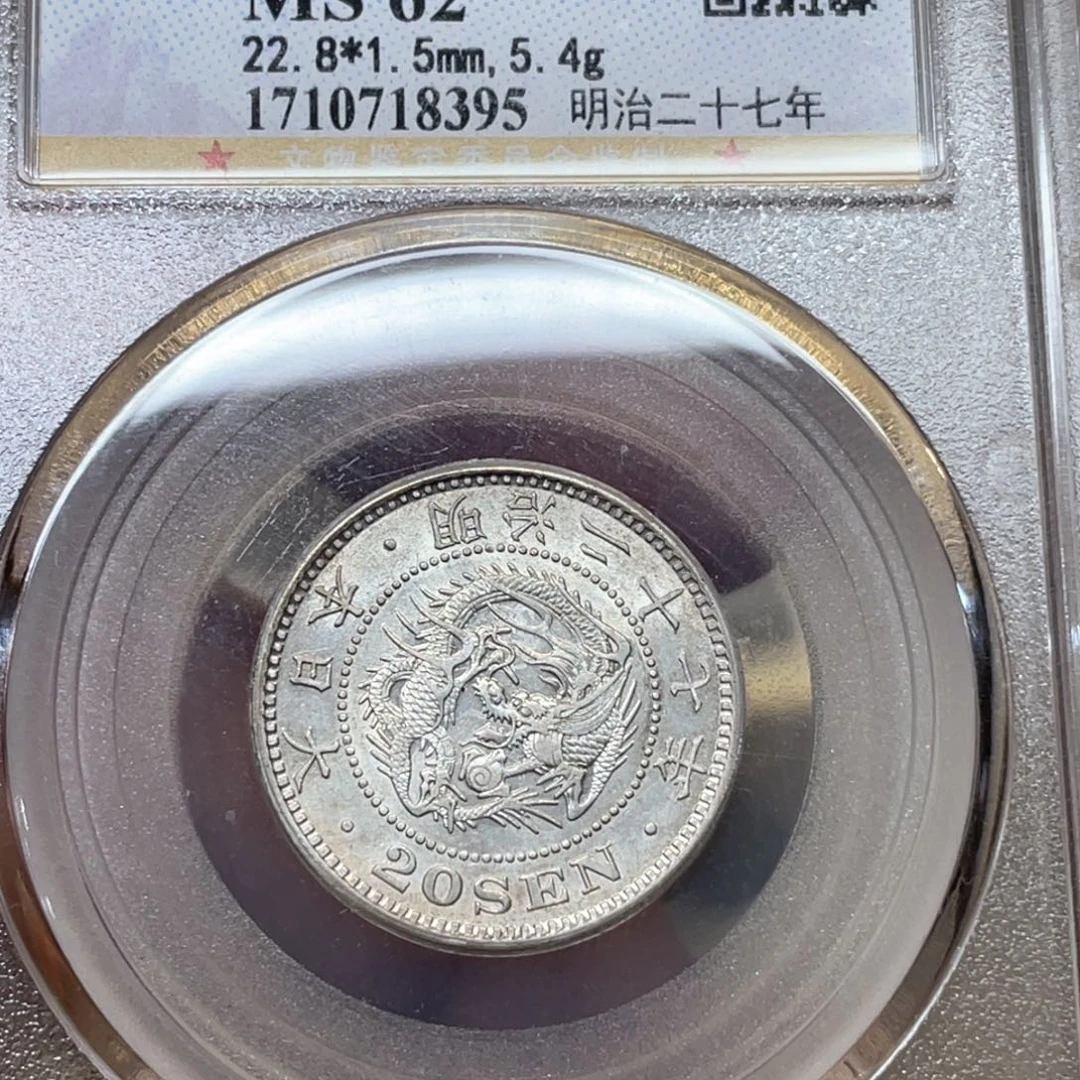 MS 62
22.8*1.5mm, 5.4g
1710718395 明治二十七年
大日本 · 明治二十七年 ·
· 20SEN